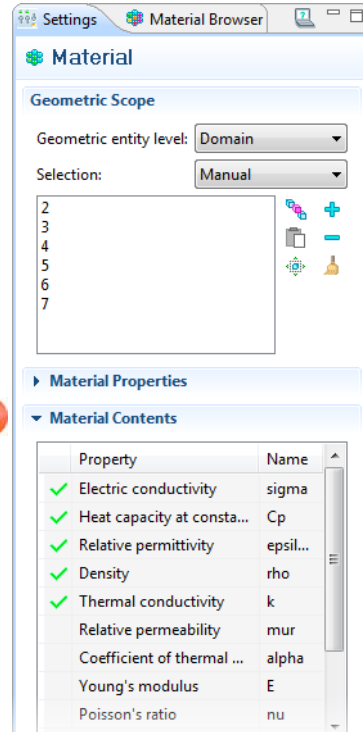 Settings Material Browser
Material
Geometric Scope
Geometric entity level: Domain
Selection: Manual
2
3
4
5
6
7
Material Properties
Material Contents
Property Name
Electric conductivity sigma
Heat capacity at consta... Cp
Relative permittivity epsil...
Density rho
Thermal conductivity k
Relative permeability mur
Coefficient of thermal ... alpha
Young's modulus E
Poisson's ratio nu